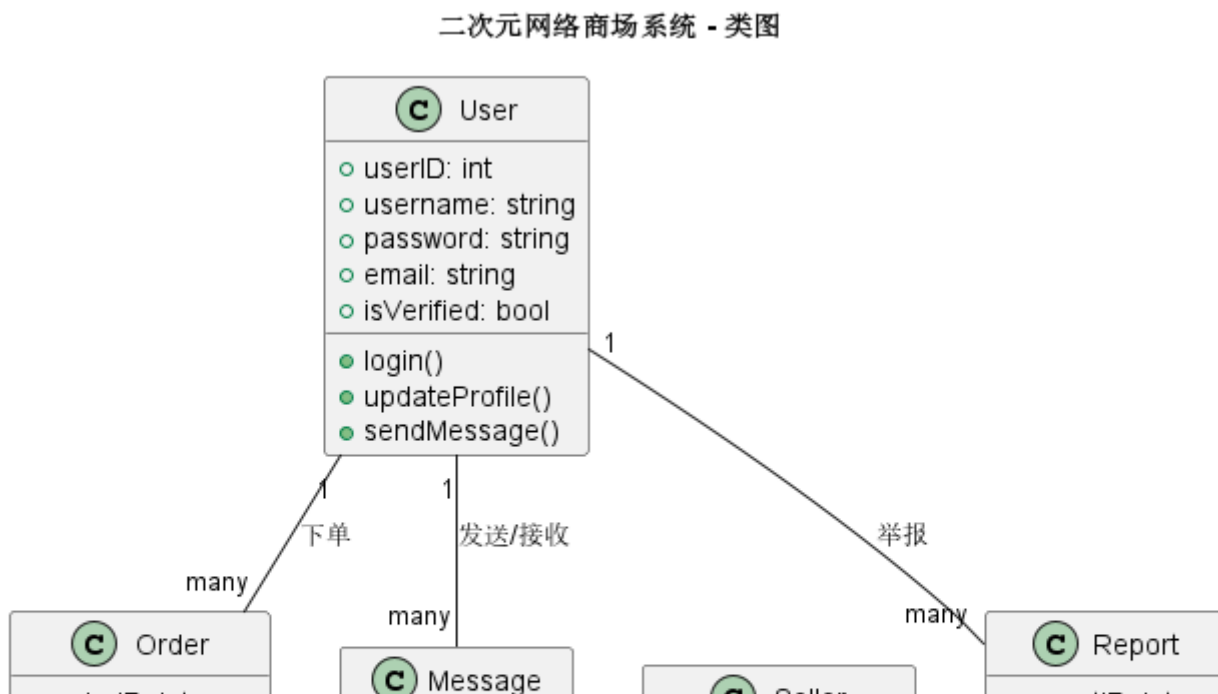 二次元网络商场系统 - 类图
C User
userID: int
username: string
password: string
email: string
isVerified: bool
login()
updateProfile()
sendMessage()
1
1
1
下单
发送/接收
举报
many
many
many
C Order
C Message
C Report